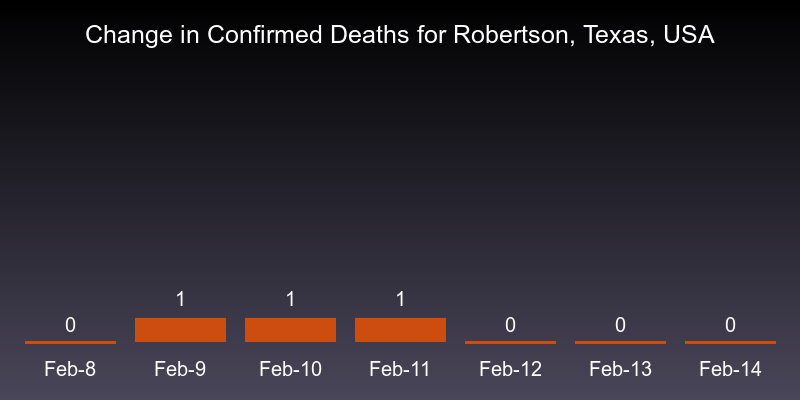 Change in Confirmed Deaths for Robertson, Texas, USA
1 1 1
0 0 0 0
Feb-8 Feb-9 Feb-10 Feb-11 Feb-12 Feb-13 Feb-14